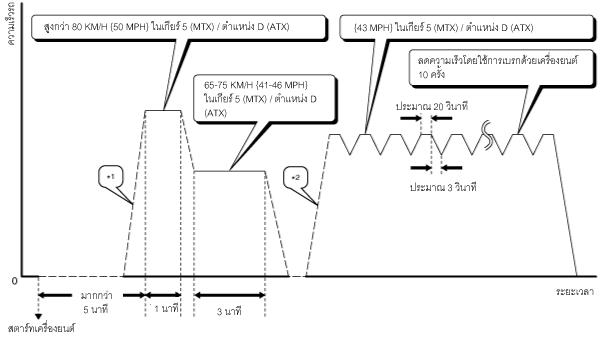 ความเร็วรถ
สูงกว่า 80 KM/H {50 MPH} ในเกียร์ 5 (MTX) / ตำแหน่ง D (ATX)
65-75 KM/H {41-46 MPH}
ในเกียร์ 5 (MTX) / ตำแหน่ง D
(ATX)
{43 MPH} ในเกียร์ 5 (MTX) / ตำแหน่ง D (ATX)
ลดความเร็วโดยใช้การเบรกด้วยเครื่องยนต์
10 ครั้ง
ประมาณ 20 วินาที
ประมาณ 3 วินาที
*1
*2
0
ระยะเวลา
มากกว่า
5 นาที
1 นาที
3 นาที
สตาร์ทเครื่องยนต์